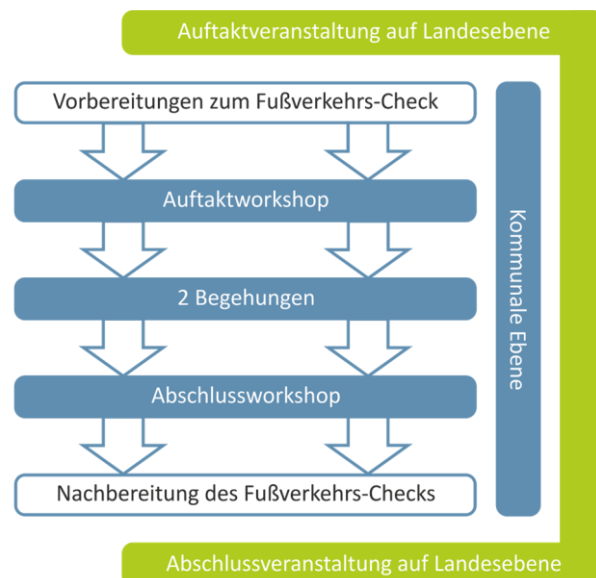 Auftaktveranstaltung auf Landesebene
Vorbereitungen zum Fußverkehrs-Check
Auftaktworkshop
2 Begehungen
Abschlussworkshop
Nachbereitung des Fußverkehrs-Checks
Kommunale Ebene
Abschlussveranstaltung auf Landesebene